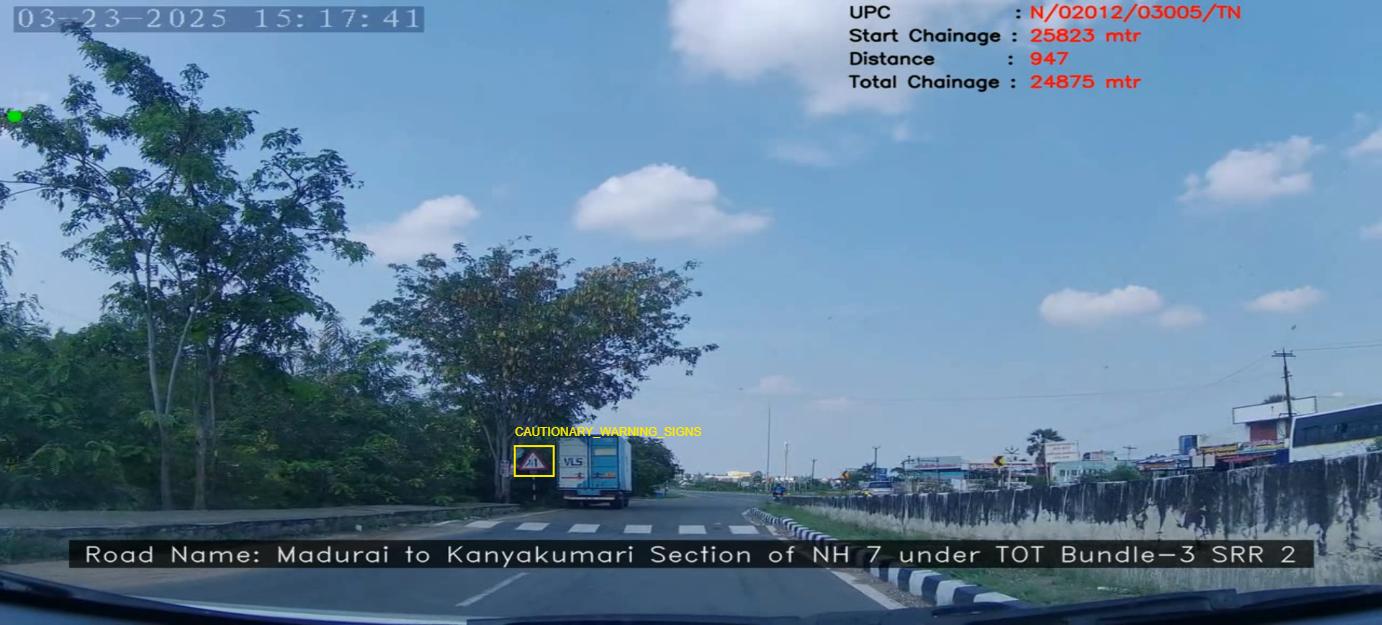 03-23-2025 15:17:41
UPC : N/02012/03005/TN
Start Chainage : 25823 mtr
Distance : 947
Total Chainage : 24875 mtr
CAUTIONARY_WARNING_SIGNS
VLS
Road Name: Madurai to Kanyakumari Section of NH 7 under TOT Bundle-3 SRR 2